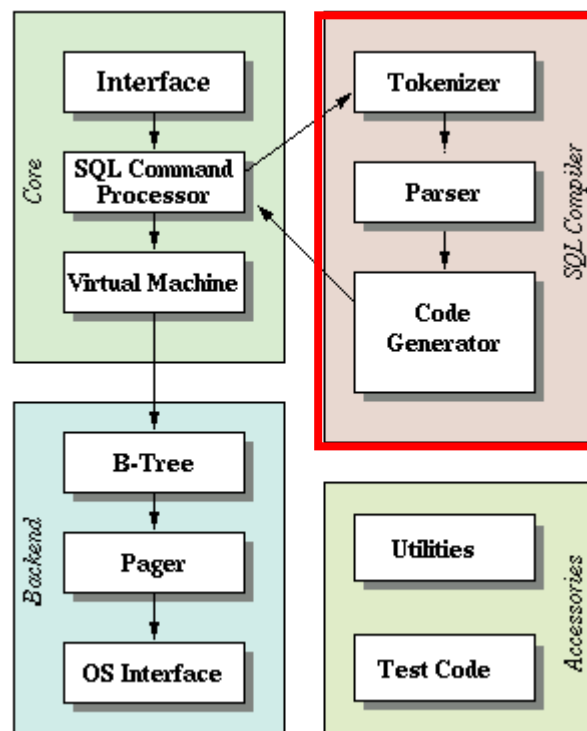 Core
Interface
SQL Command
Processor
Virtual Machine
SQL Compiler
Tokenizer
Parser
Code
Generator
Backend
B-Tree
Pager
OS Interface
Accessories
Utilities
Test Code